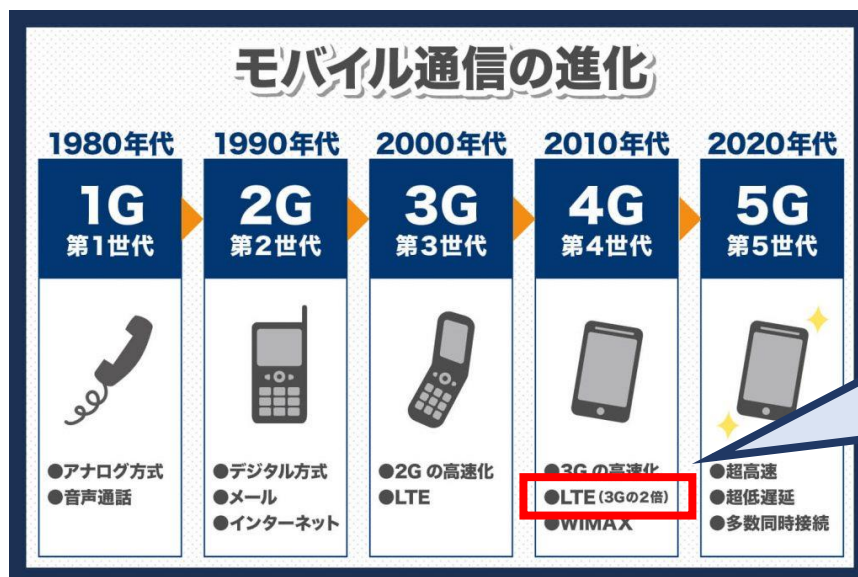 モバイル通信の進化
1980年代
1G
第1世代
●アナログ方式
●音声通話
1990年代
2G
第2世代
●デジタル方式
●メール
●インターネット
2000年代
3G
第3世代
●2Gの高速化
●LTE
2010年代
4G
第4世代
●3Gの高速化
●LTE(3Gの2倍)
●WIMAX
2020年代
5G
第5世代
●超高速
●超低遅延
●多数同時接続